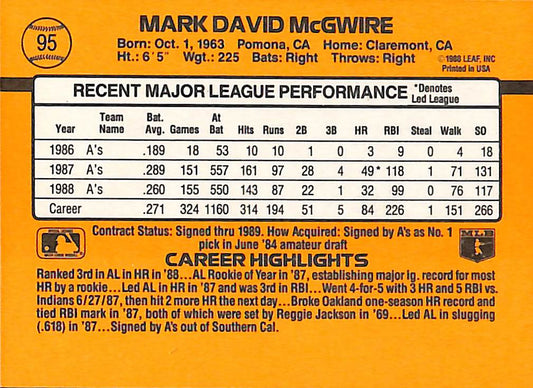 95
MARK DAVID McGWIRE
Born: Oct. 1, 1963 Pomona, CA Home: Claremont, CA
Ht.: 6'5" Wgt.: 225 Bats: Right Throws: Right
©1988 LEAF, INC
Printed in USA
RECENT MAJOR LEAGUE PERFORMANCE *Denotes Led League
Year Team Name Bat. Avg. Games At Bat Hits Runs 2B 3B HR RBI Steal Walk SO
1986 A's .189 18 53 10 10 1 0 3 9 0 4 18
1987 A's .289 151 557 161 97 28 4 49* 118 1 71 131
1988 A's .260 155 550 143 87 22 1 32 99 0 76 117
Career .271 324 1160 314 194 51 5 84 226 1 151 266
Contract Status: Signed thru 1989. How Acquired: Signed by A's as No. 1
pick in June '84 amateur draft
MLB
CAREER HIGHLIGHTS
Ranked 3rd in AL in HR in '88...AL Rookie of Year in '87, establishing major lg. record for most
HR by a rookie...Led AL in HR in '87 and was 3rd in RBI...Went 4-for-5 with 3 HR and 5 RBI vs.
Indians 6/27/87, then hit 2 more HR the next day...Broke Oakland one-season HR record and
tied RBI mark in '87, both of which were set by Reggie Jackson in '69...Led AL in slugging
(.618) in '87...Signed by A's out of Southern Cal.